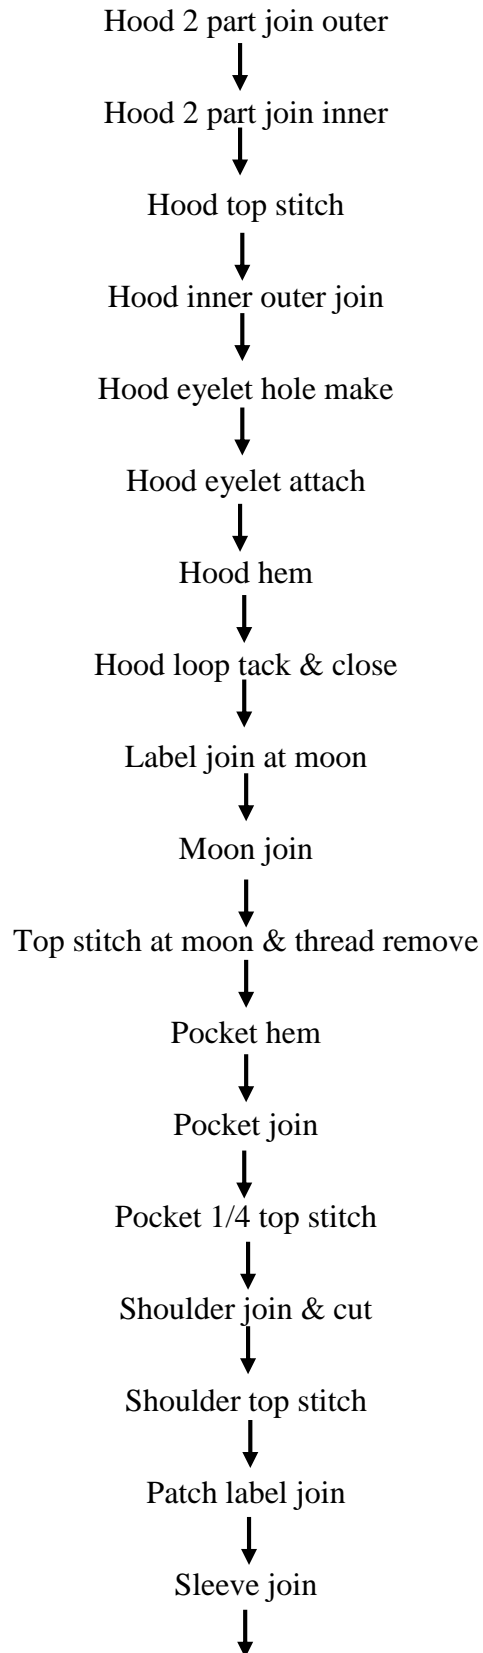 Hood 2 part join outer
Hood 2 part join inner
Hood top stitch
Hood inner outer join
Hood eyelet hole make
Hood eyelet attach
Hood hem
Hood loop tack & close
Label join at moon
Moon join
Top stitch at moon & thread remove
Pocket hem
Pocket join
Pocket 1/4 top stitch
Shoulder join & cut
Shoulder top stitch
Patch label join
Sleeve join